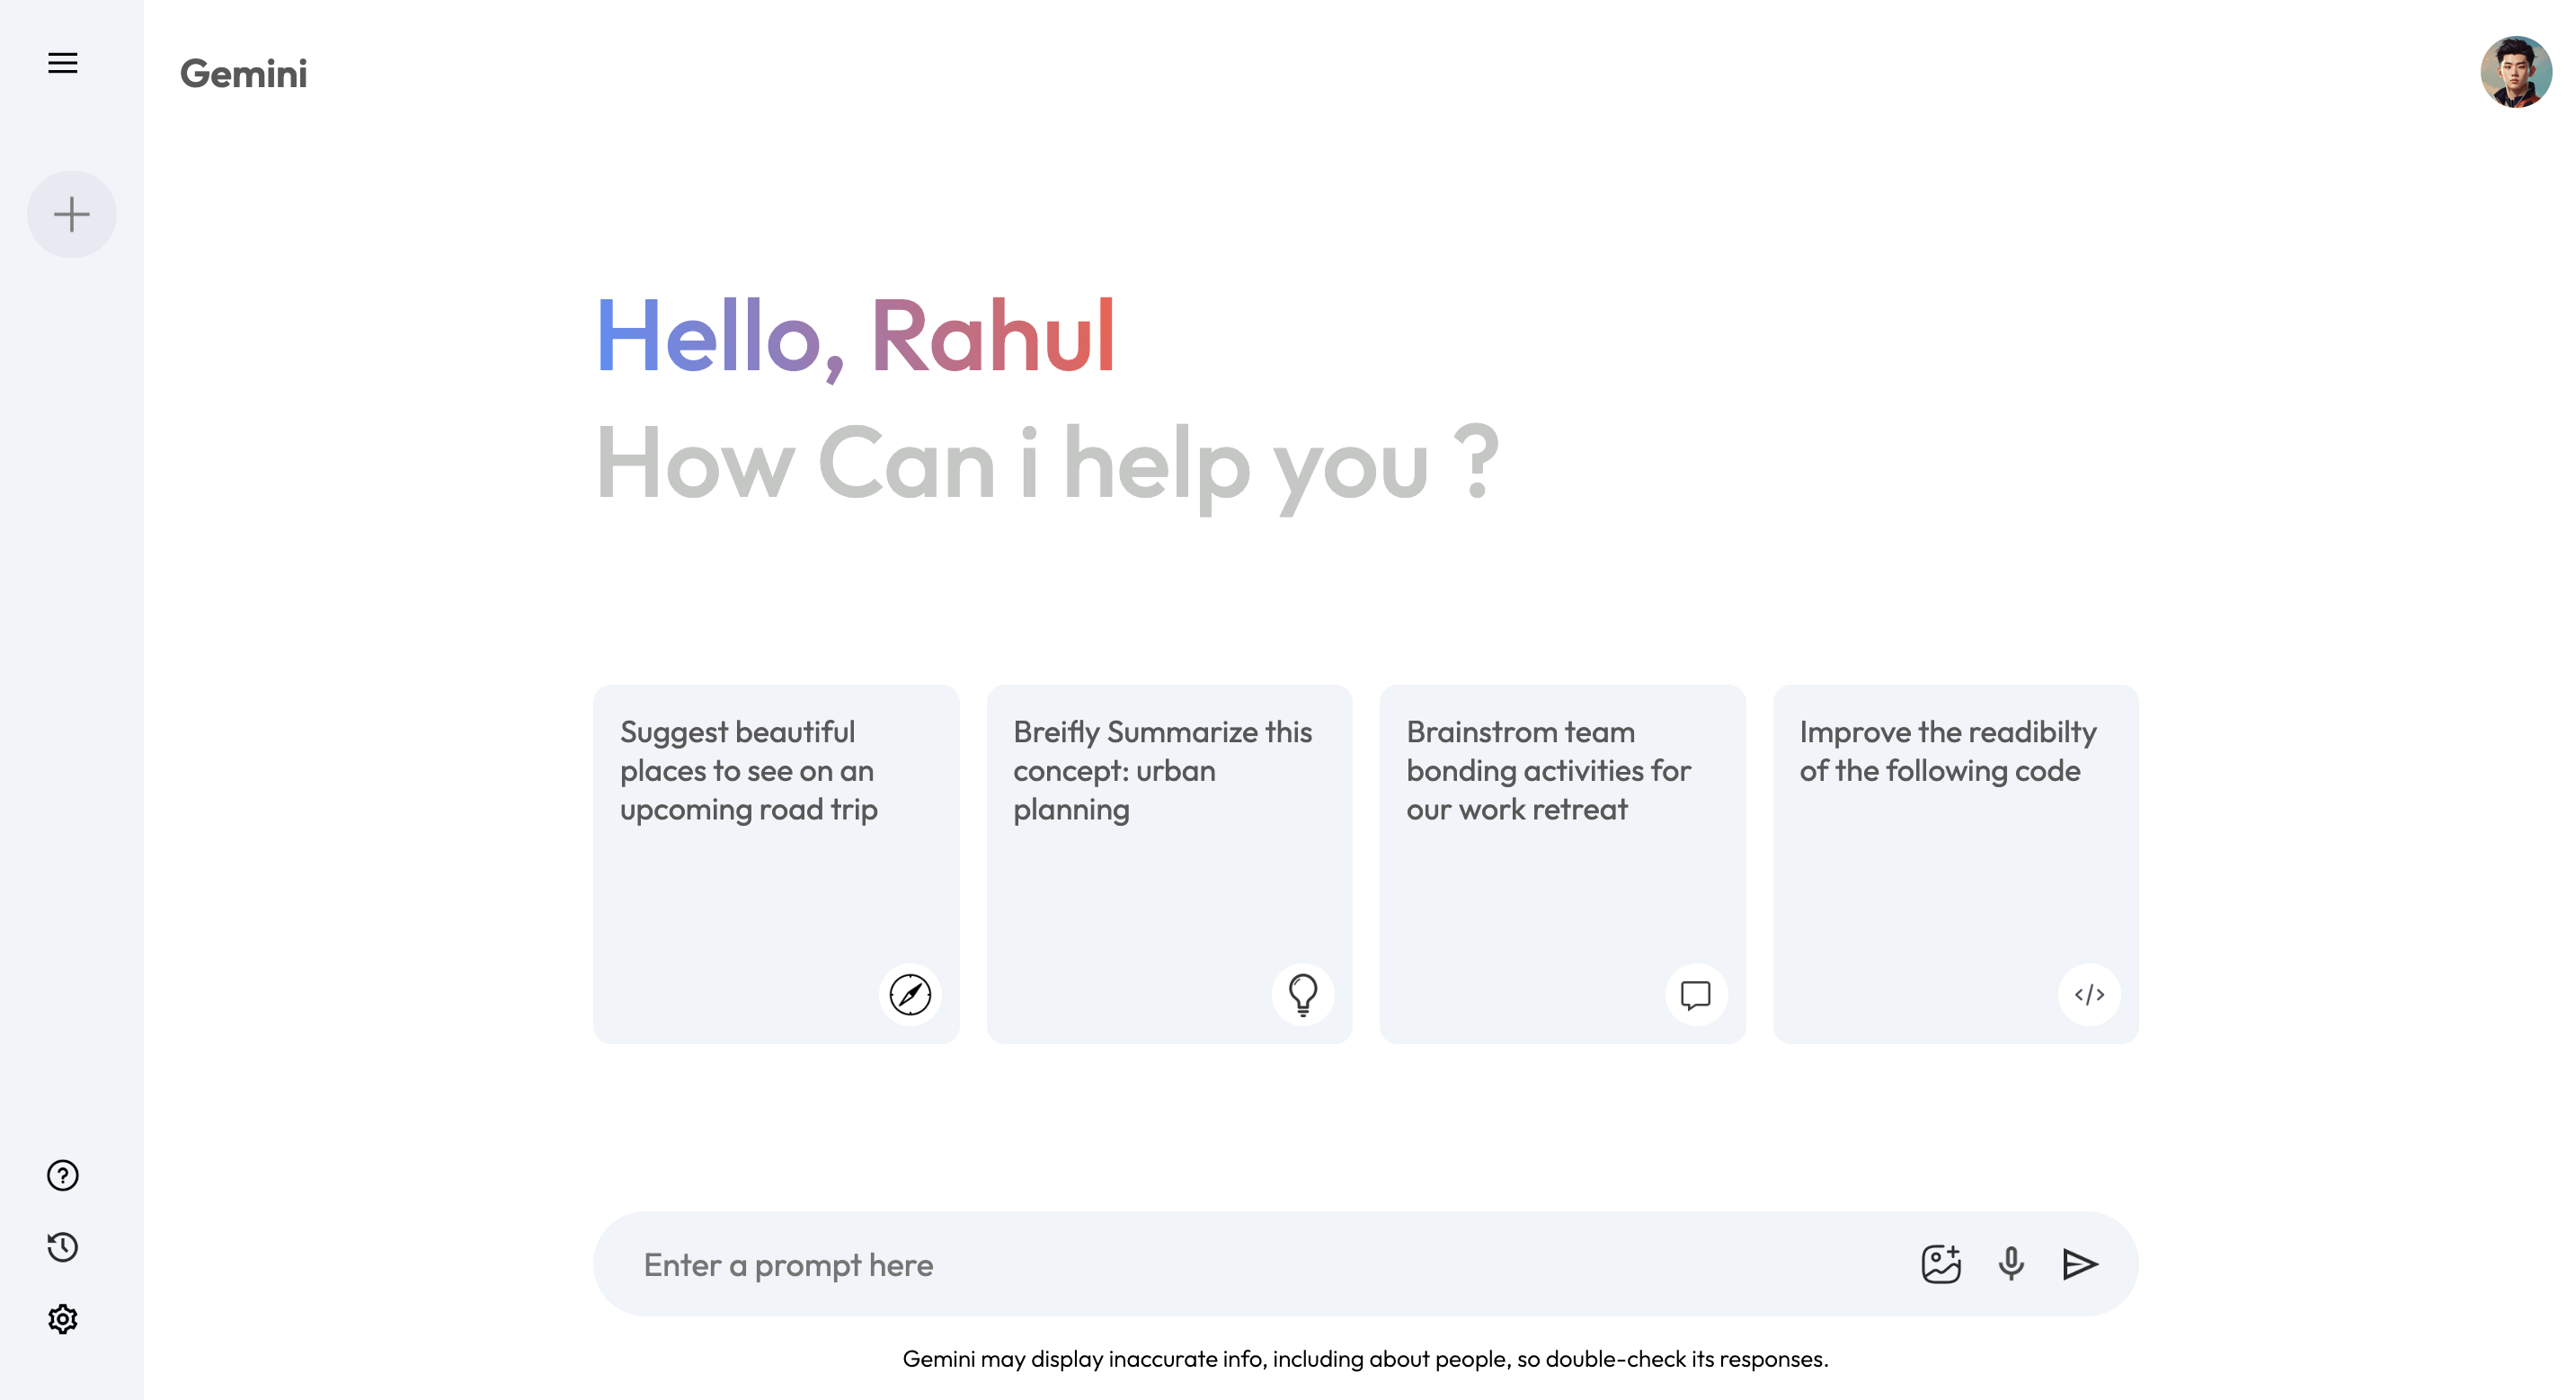 Gemini
Hello, Rahul
How Can i help you ?
Suggest beautiful
places to see on an
upcoming road trip
Breifly Summarize this
concept: urban
planning
Brainstrom team
bonding activities for
our work retreat
Improve the readibilty
of the following code
Enter a prompt here
Gemini may display inaccurate info, including about people, so double-check its responses.